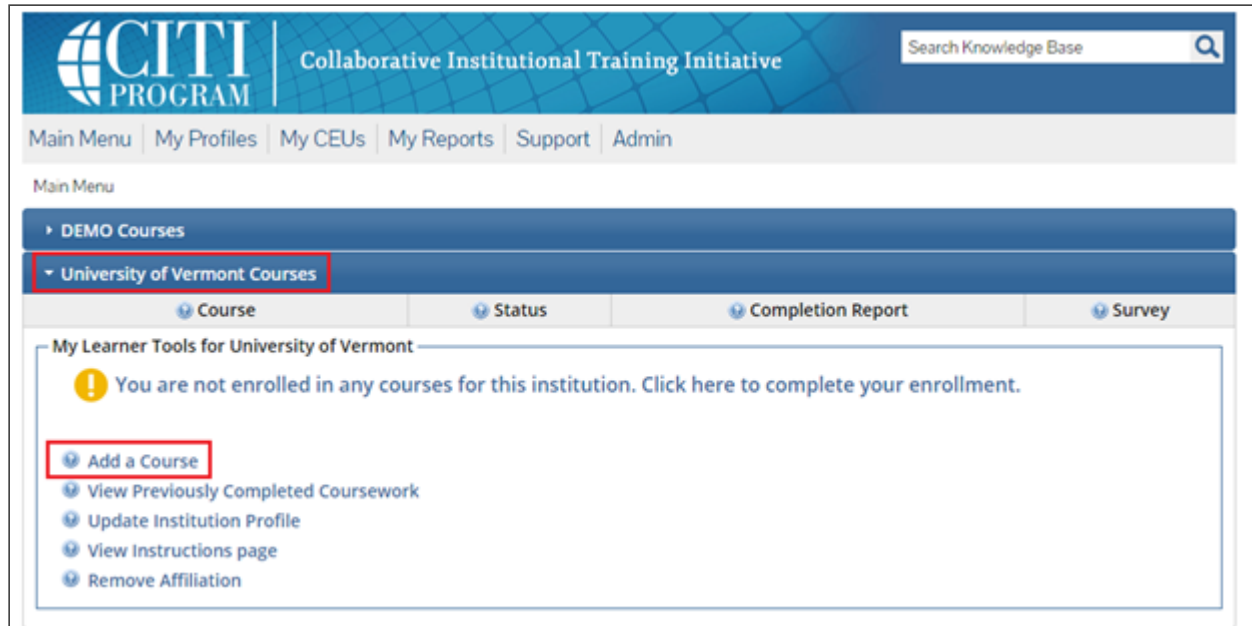 CITI
PROGRAM
Collaborative Institutional Training Initiative
Search Knowledge Base
Main Menu My Profiles My CEUs My Reports Support Admin
Main Menu
DEMO Courses
University of Vermont Courses
Course Status Completion Report Survey
My Learner Tools for University of Vermont
You are not enrolled in any courses for this institution. Click here to complete your enrollment.
Add a Course
View Previously Completed Coursework
Update Institution Profile
View Instructions page
Remove Affiliation